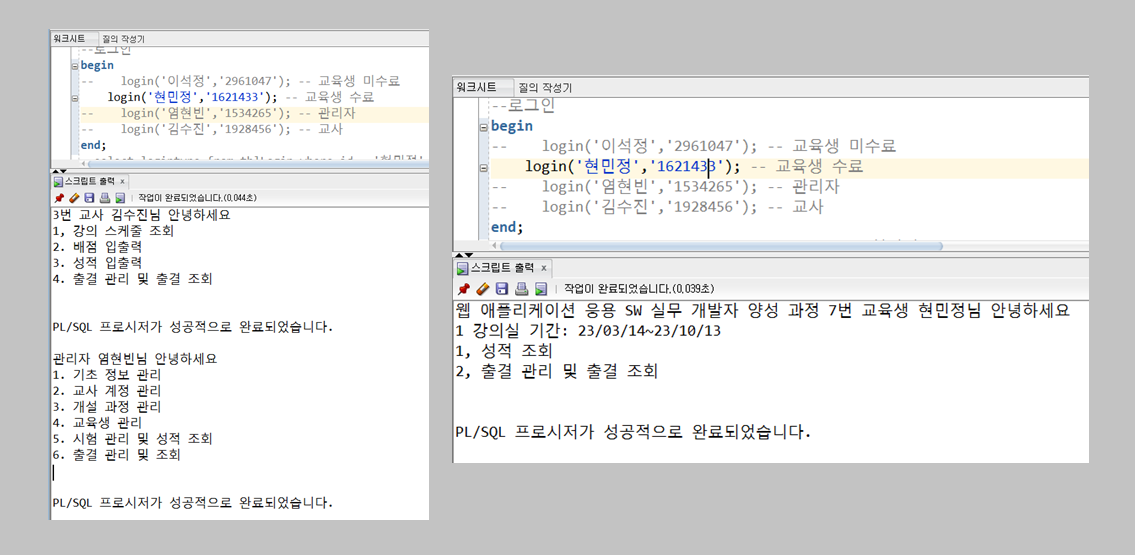 워크시트 질의 작성기
--로그인
begin
-- login('이석정','2961047'); -- 교육생 미수료
login('현민정','1621433'); -- 교육생 수료
-- login('염현빈','1534265'); -- 관리자
-- login('김수진','1928456'); -- 교사
end;
스크립트 출력 x
작업이 완료되었습니다.(0,044초)
3번 교사 김수진님 안녕하세요
1, 강의 스케줄 조회
2. 배점 입출력
3. 성적 입출력
4. 출결 관리 및 출결 조회
PL/SQL 프로시저가 성공적으로 완료되었습니다.
관리자 염현빈님 안녕하세요
1. 기초 정보 관리
2. 교사 계정 관리
3. 개설 과정 관리
4. 교육생 관리
5. 시험 관리 및 성적 조회
6. 출결 관리 및 조회
PL/SQL 프로시저가 성공적으로 완료되었습니다.
워크시트 질의 작성기
--로그인
begin
-- login('이석정','2961047'); -- 교육생 미수료
login('현민정','1621433'); -- 교육생 수료
-- login('염현빈','1534265'); -- 관리자
-- login('김수진','1928456'); -- 교사
end;
스크립트 출력 x
작업이 완료되었습니다.(0,039초)
웹 애플리케이션 응용 SW 실무 개발자 양성 과정 7번 교육생 현민정님 안녕하세요
1 강의실 기간: 23/03/14~23/10/13
1, 성적 조회
2, 출결 관리 및 출결 조회
PL/SQL 프로시저가 성공적으로 완료되었습니다.